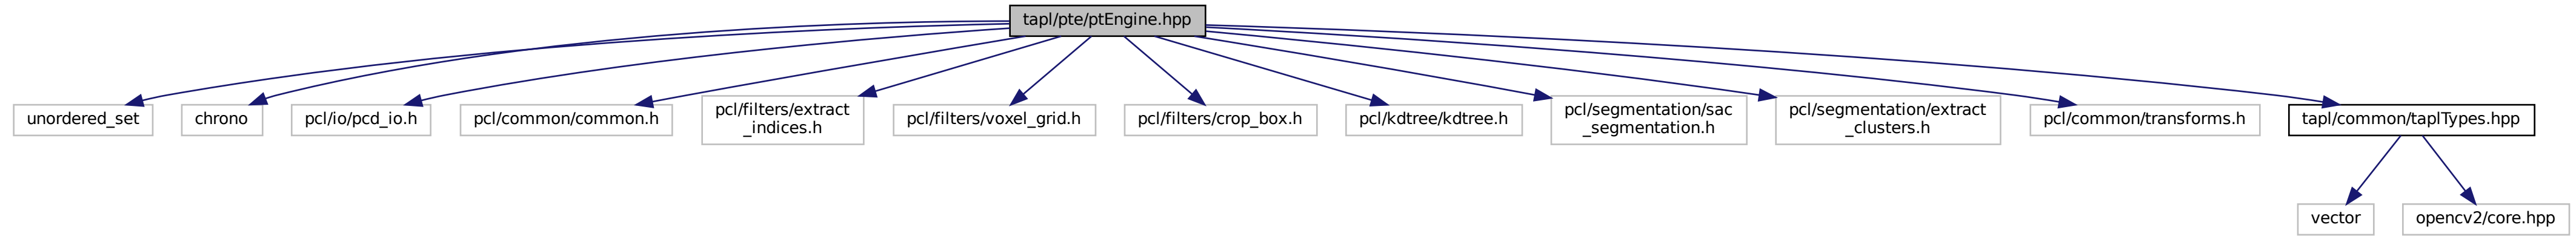 tapl/pte/ptEngine.hpp
unordered_set
chrono
pcl/io/pcd_io.h
pcl/common/common.h
pcl/filters/extract
_indices.h
pcl/filters/voxel_grid.h
pcl/filters/crop_box.h
pcl/kdtree/kdtree.h
pcl/segmentation/sac
_segmentation.h
pcl/segmentation/extract
_clusters.h
pcl/common/transforms.h
tapl/common/taplTypes.hpp
vector
opencv2/core.hpp